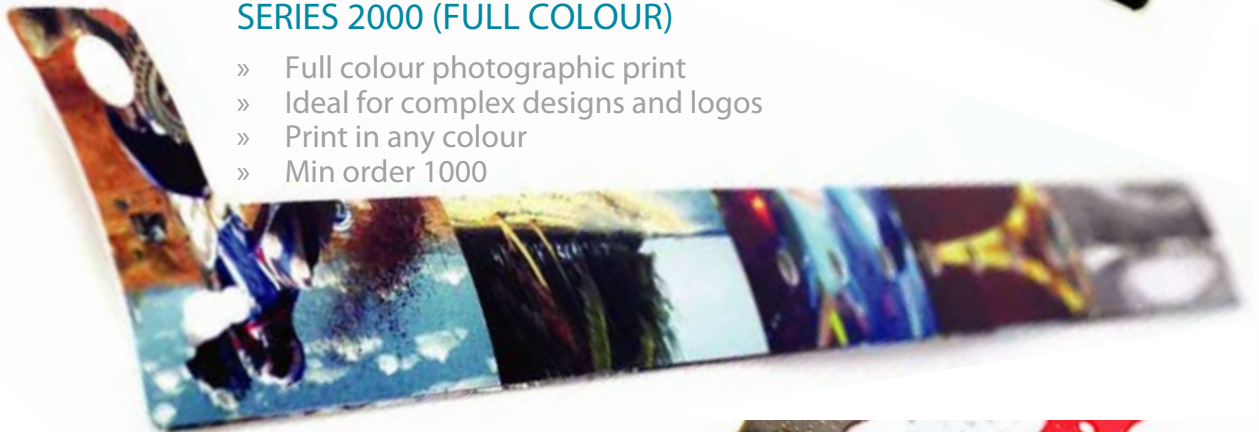 SERIES 2000 (FULL COLOUR)
» Full colour photographic print
» Ideal for complex designs and logos
» Print in any colour
» Min order 1000